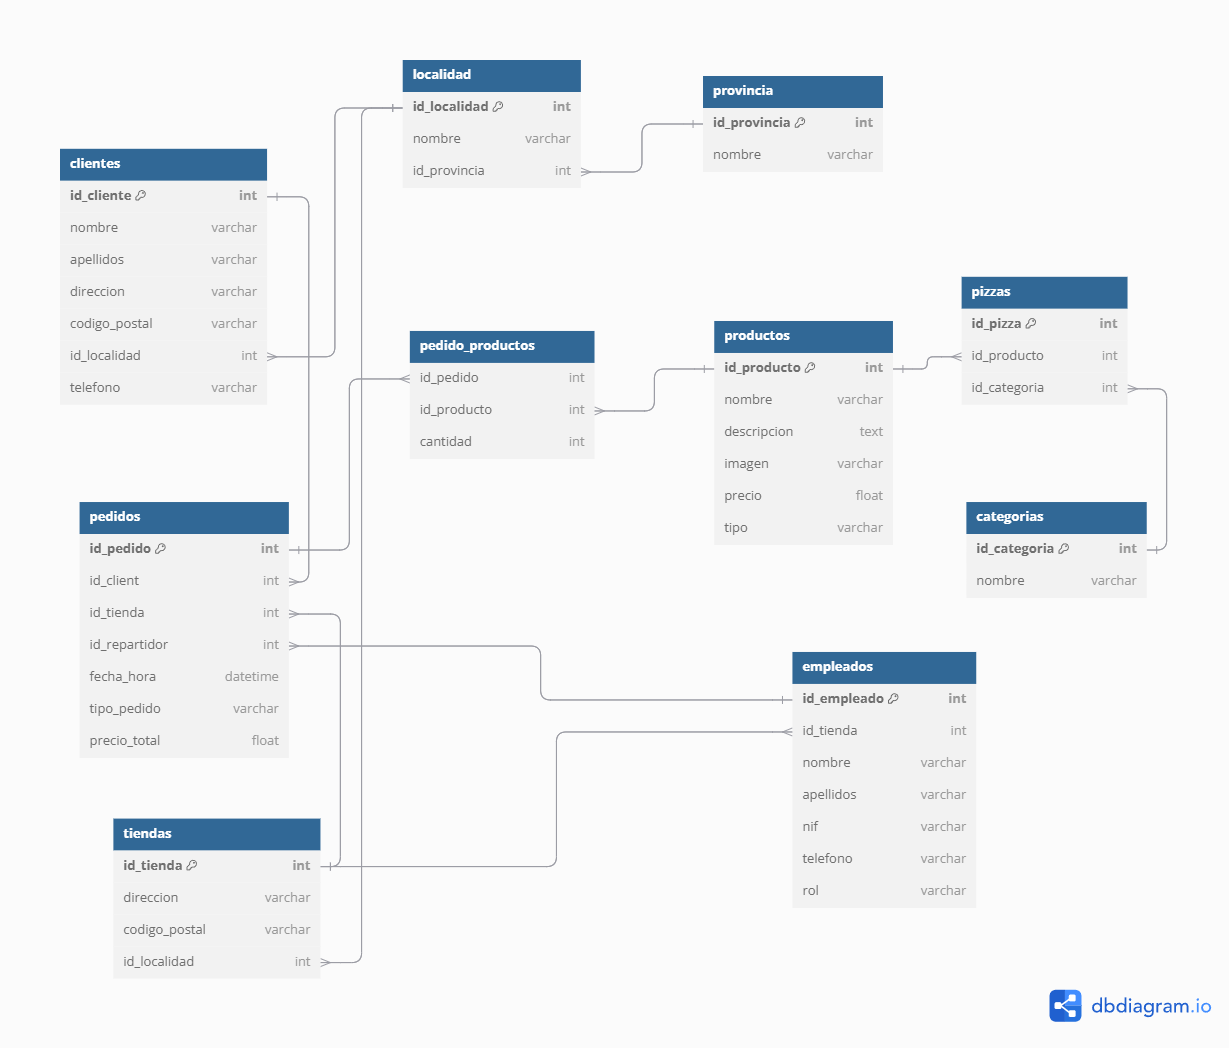 localidad
id_localidad int
nombre varchar
id_provincia int
provincia
id_provincia int
nombre varchar
clientes
id_cliente int
nombre varchar
apellidos varchar
direccion varchar
codigo_postal varchar
id_localidad int
telefono varchar
pedido_productos
id_pedido int
id_producto int
cantidad int
productos
id_producto int
nombre varchar
descripcion text
imagen varchar
precio float
tipo varchar
pizzas
id_pizza int
id_producto int
id_categoria int
categorias
id_categoria int
nombre varchar
pedidos
id_pedido int
id_client int
id_tienda int
id_repartidor int
fecha_hora datetime
tipo_pedido varchar
precio_total float
empleados
id_empleado int
id_tienda int
nombre varchar
apellidos varchar
nif varchar
telefono varchar
rol varchar
tiendas
id_tienda int
direccion varchar
codigo_postal varchar
id_localidad int
dbdiagram.io